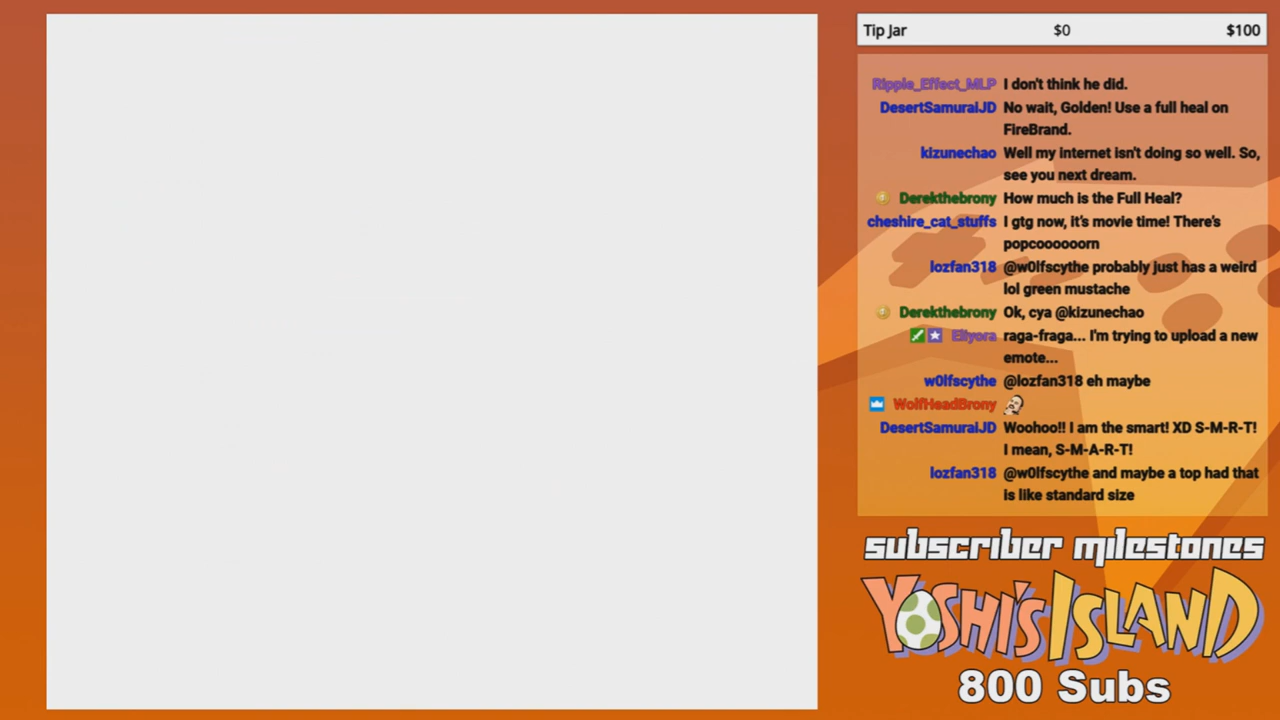 Tip Jar $0 $100
Ripple_Effect_MLP I don't think he did.
DesertSamuraiJD No wait, Golden! Use a full heal on
FireBrand.
kizunechao Well my internet isn't doing so well. So,
see you next dream.
Derekthebrony How much is the Full Heal?
cheshire_cat_stuffs I gtg now, it's movie time! There's
popcoooooorn
lozfan318 @w0lfscythe probably just has a weird
lol green mustache
Derekthebrony Ok, cya @kizunechao
Eliyora raga-fraga... I'm trying to upload a new
emote...
w0lfscythe @lozfan318 eh maybe
WolfHeadBrony
DesertSamuraiJD Woohoo!! I am the smart! XD S-M-R-T!
I mean, S-M-A-R-T!
lozfan318 @w0lfscythe and maybe a top had that
is like standard size
subscriber milestones
YOSHI'S ISLAND
800 Subs